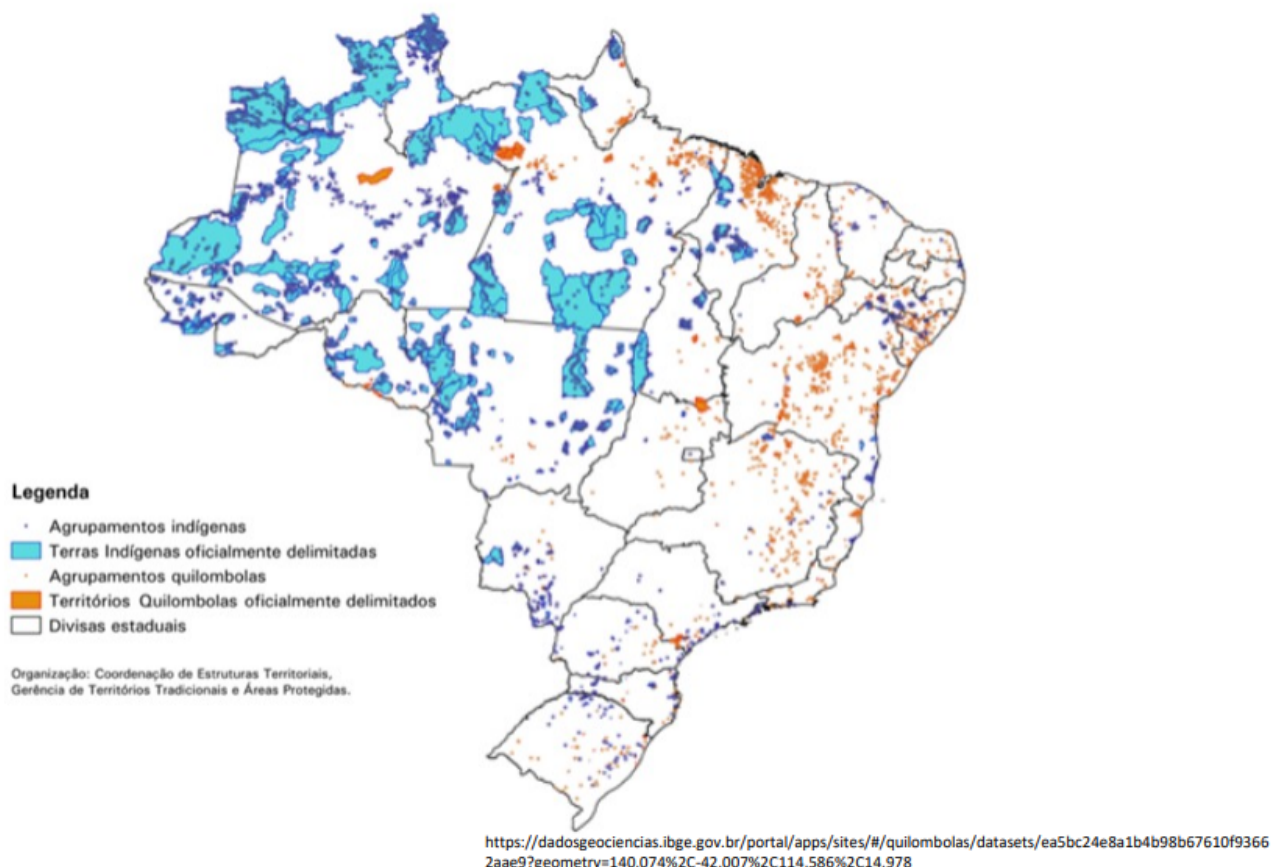 Legenda
Agrupamentos indígenas
Terras Indígenas oficialmente delimitadas
Agrupamentos quilombolas
Territórios Quilombolas oficialmente delimitados
Divisas estaduais
Organização: Coordenação de Estruturas Territoriais,
Gerência de Territórios Tradicionais e Áreas Protegidas.
https://dadosgeociencias.ibge.gov.br/portal/apps/sites/#/quilombolas/datasets/ea5bc24e8a1b4b98b67610f9366
2aae9?geometry=140.074%2C-42.007%2C114.586%2C14.978